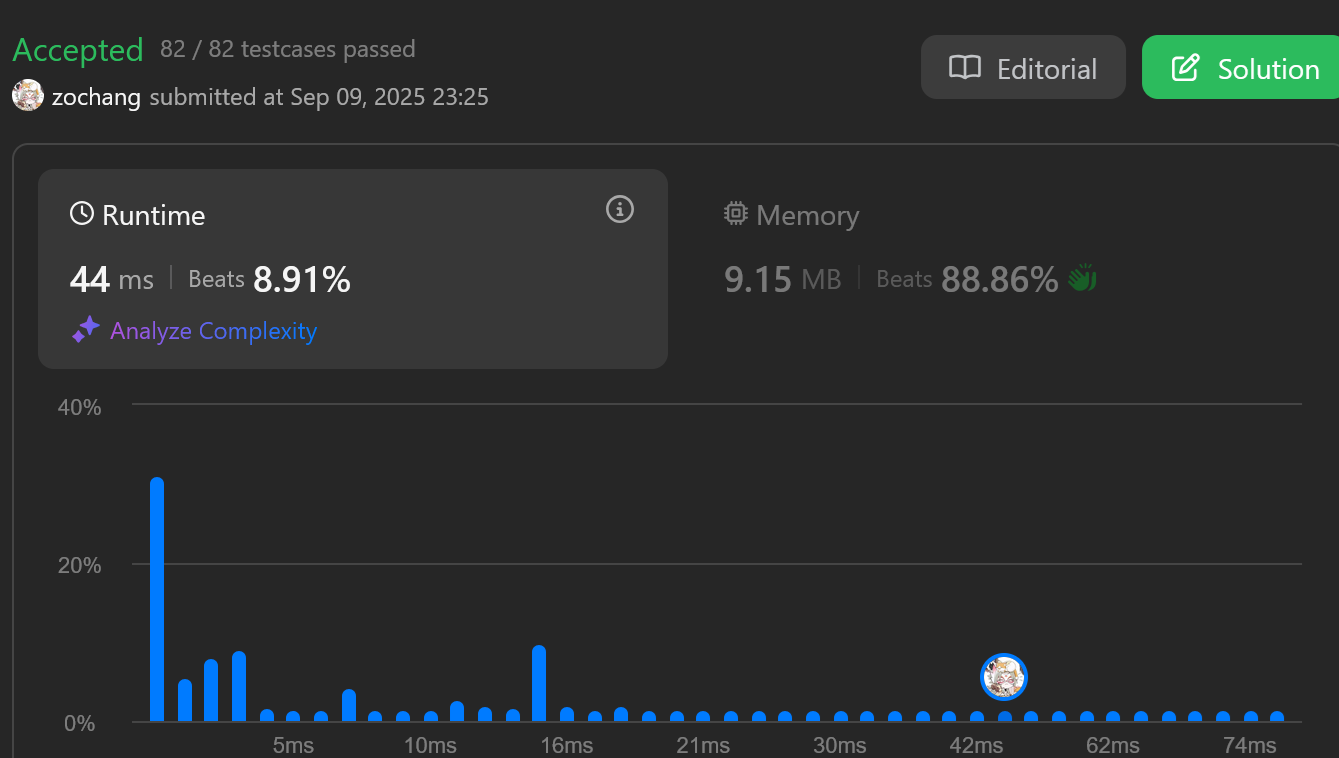 Accepted 82 / 82 testcases passed
zochang submitted at Sep 09, 2025 23:25
Editorial
Solution
Runtime
44 ms | Beats 8.91%
Analyze Complexity
Memory
9.15 MB | Beats 88.86%
40%
20%
0%
5ms 10ms 16ms 21ms 30ms 42ms 62ms 74ms